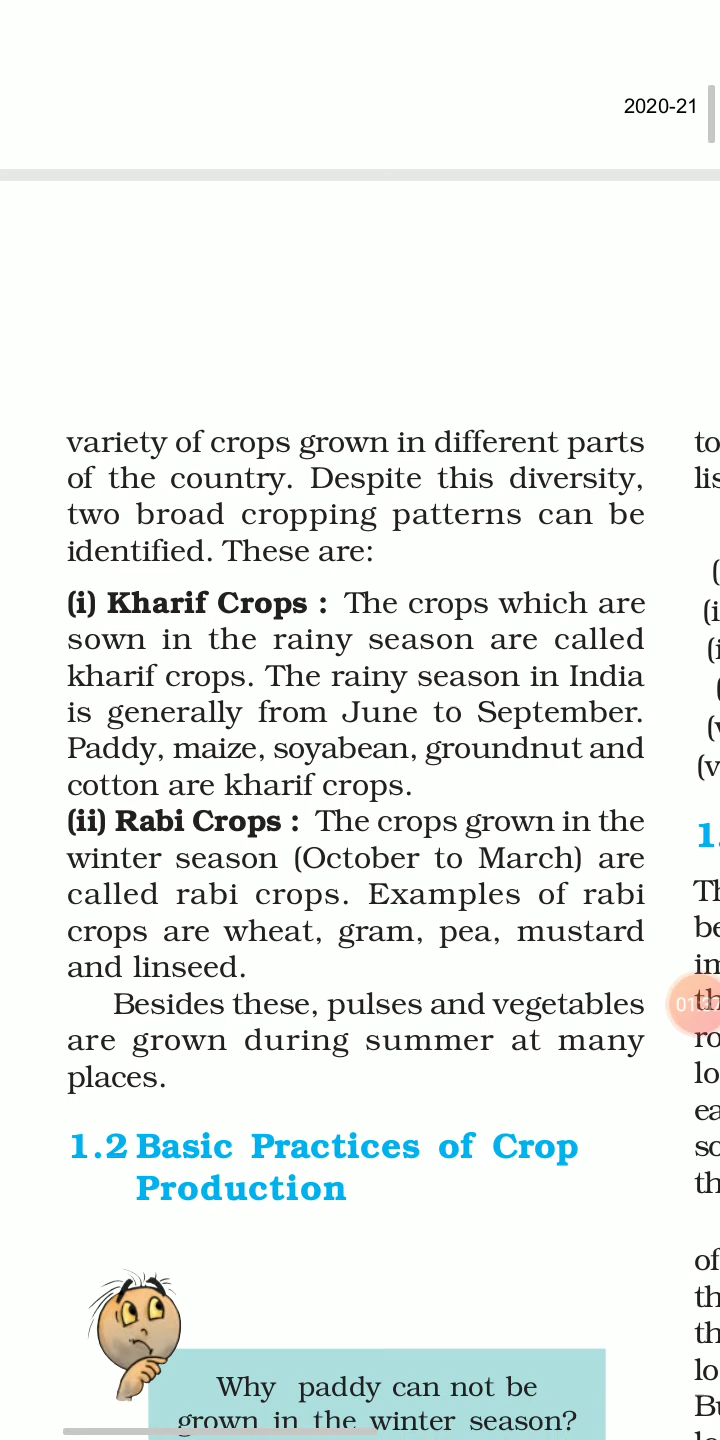 2020-21
variety of crops grown in different parts
of the country. Despite this diversity,
two broad cropping patterns can be
identified. These are:
(i) Kharif Crops : The crops which are
sown in the rainy season are called
kharif crops. The rainy season in India
is generally from June to September.
Paddy, maize, soyabean, groundnut and
cotton are kharif crops.
(ii) Rabi Crops : The crops grown in the
winter season (October to March) are
called rabi crops. Examples of rabi
crops are wheat, gram, pea, mustard
and linseed.
Besides these, pulses and vegetables
are grown during summer at many
places.
1.2 Basic Practices of Crop
Production
Why paddy can not be
grown in the winter season?
to